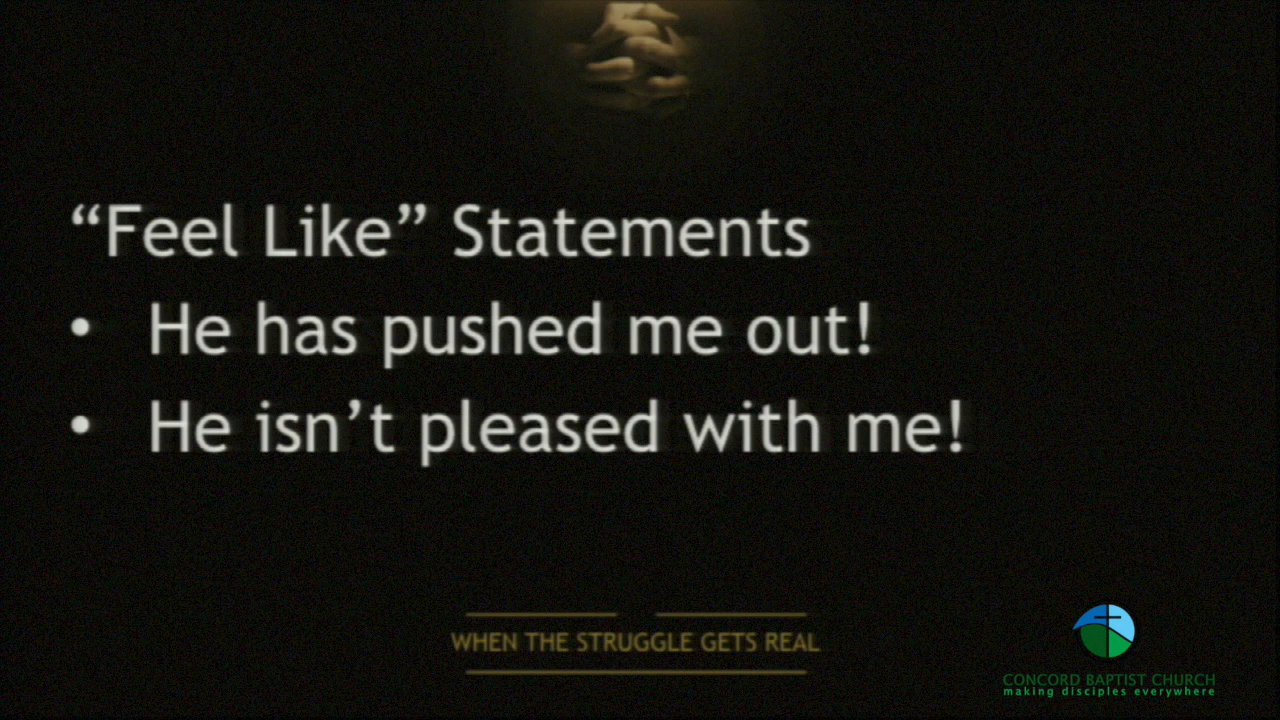 “Feel Like” Statements
• He has pushed me out!
• He isn’t pleased with me!
WHEN THE STRUGGLE GETS REAL
CONCORD BAPTIST CHURCH
making disciples everywhere